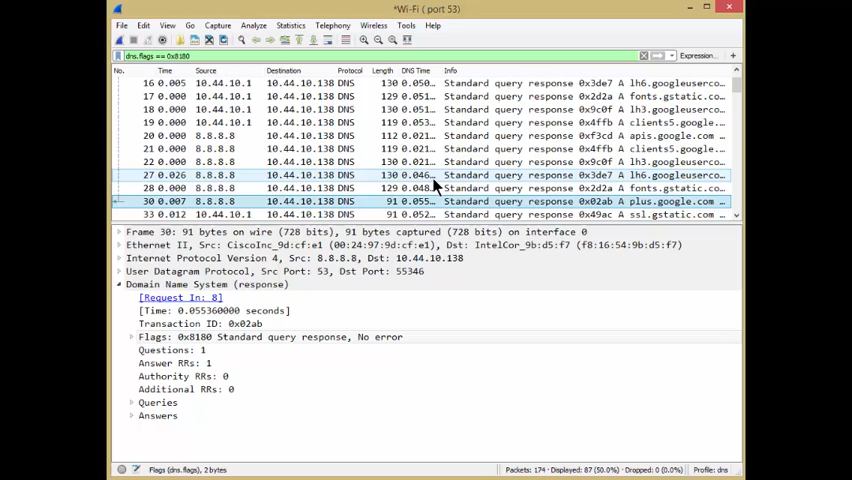 *Wi-Fi ( port 53)
File Edit View Go Capture Analyze Statistics Telephony Wireless Tools Help
dns.flags == 0x8180 Expression...
No. Time Source Destination Protocol Length DNS Time Info
16 0.005 10.44.10.1 10.44.10.138 DNS 130 0.050... Standard query response 0x3de7 A lh6.googleuserco...
17 0.000 10.44.10.1 10.44.10.138 DNS 129 0.051... Standard query response 0x2d2a A fonts.gstatic.co...
18 0.000 10.44.10.1 10.44.10.138 DNS 130 0.051... Standard query response 0x9c0f A lh3.googleuserco...
19 0.000 10.44.10.1 10.44.10.138 DNS 119 0.053... Standard query response 0x4ffb A clients5.google....
20 0.000 8.8.8.8 10.44.10.138 DNS 112 0.021... Standard query response 0xf3cd A apis.google.com ...
21 0.000 8.8.8.8 10.44.10.138 DNS 119 0.021... Standard query response 0x4ffb A clients5.google....
22 0.000 8.8.8.8 10.44.10.138 DNS 130 0.021... Standard query response 0x9c0f A lh3.googleuserco...
27 0.026 8.8.8.8 10.44.10.138 DNS 130 0.046... Standard query response 0x3de7 A lh6.googleuserco...
28 0.000 8.8.8.8 10.44.10.138 DNS 129 0.048... Standard query response 0x2d2a A fonts.gstatic.co...
30 0.007 8.8.8.8 10.44.10.138 DNS 91 0.055... Standard query response 0x02ab A plus.google.com ...
33 0.012 10.44.10.1 10.44.10.138 DNS 91 0.052... Standard query response 0x49ac A ssl.gstatic.com ...
Frame 30: 91 bytes on wire (728 bits), 91 bytes captured (728 bits) on interface 0
Ethernet II, Src: CiscoInc_9d:cf:e1 (00:24:97:9d:cf:e1), Dst: IntelCor_9b:d5:f7 (f8:16:54:9b:d5:f7)
Internet Protocol Version 4, Src: 8.8.8.8, Dst: 10.44.10.138
User Datagram Protocol, Src Port: 53, Dst Port: 55346
Domain Name System (response)
[Request In: 8]
[Time: 0.055360000 seconds]
Transaction ID: 0x02ab
Flags: 0x8180 Standard query response, No error
Questions: 1
Answer RRs: 1
Authority RRs: 0
Additional RRs: 0
Queries
Answers
Flags (dns.flags), 2 bytes Packets: 174 · Displayed: 87 (50.0%) · Dropped: 0 (0.0%) Profile: dns